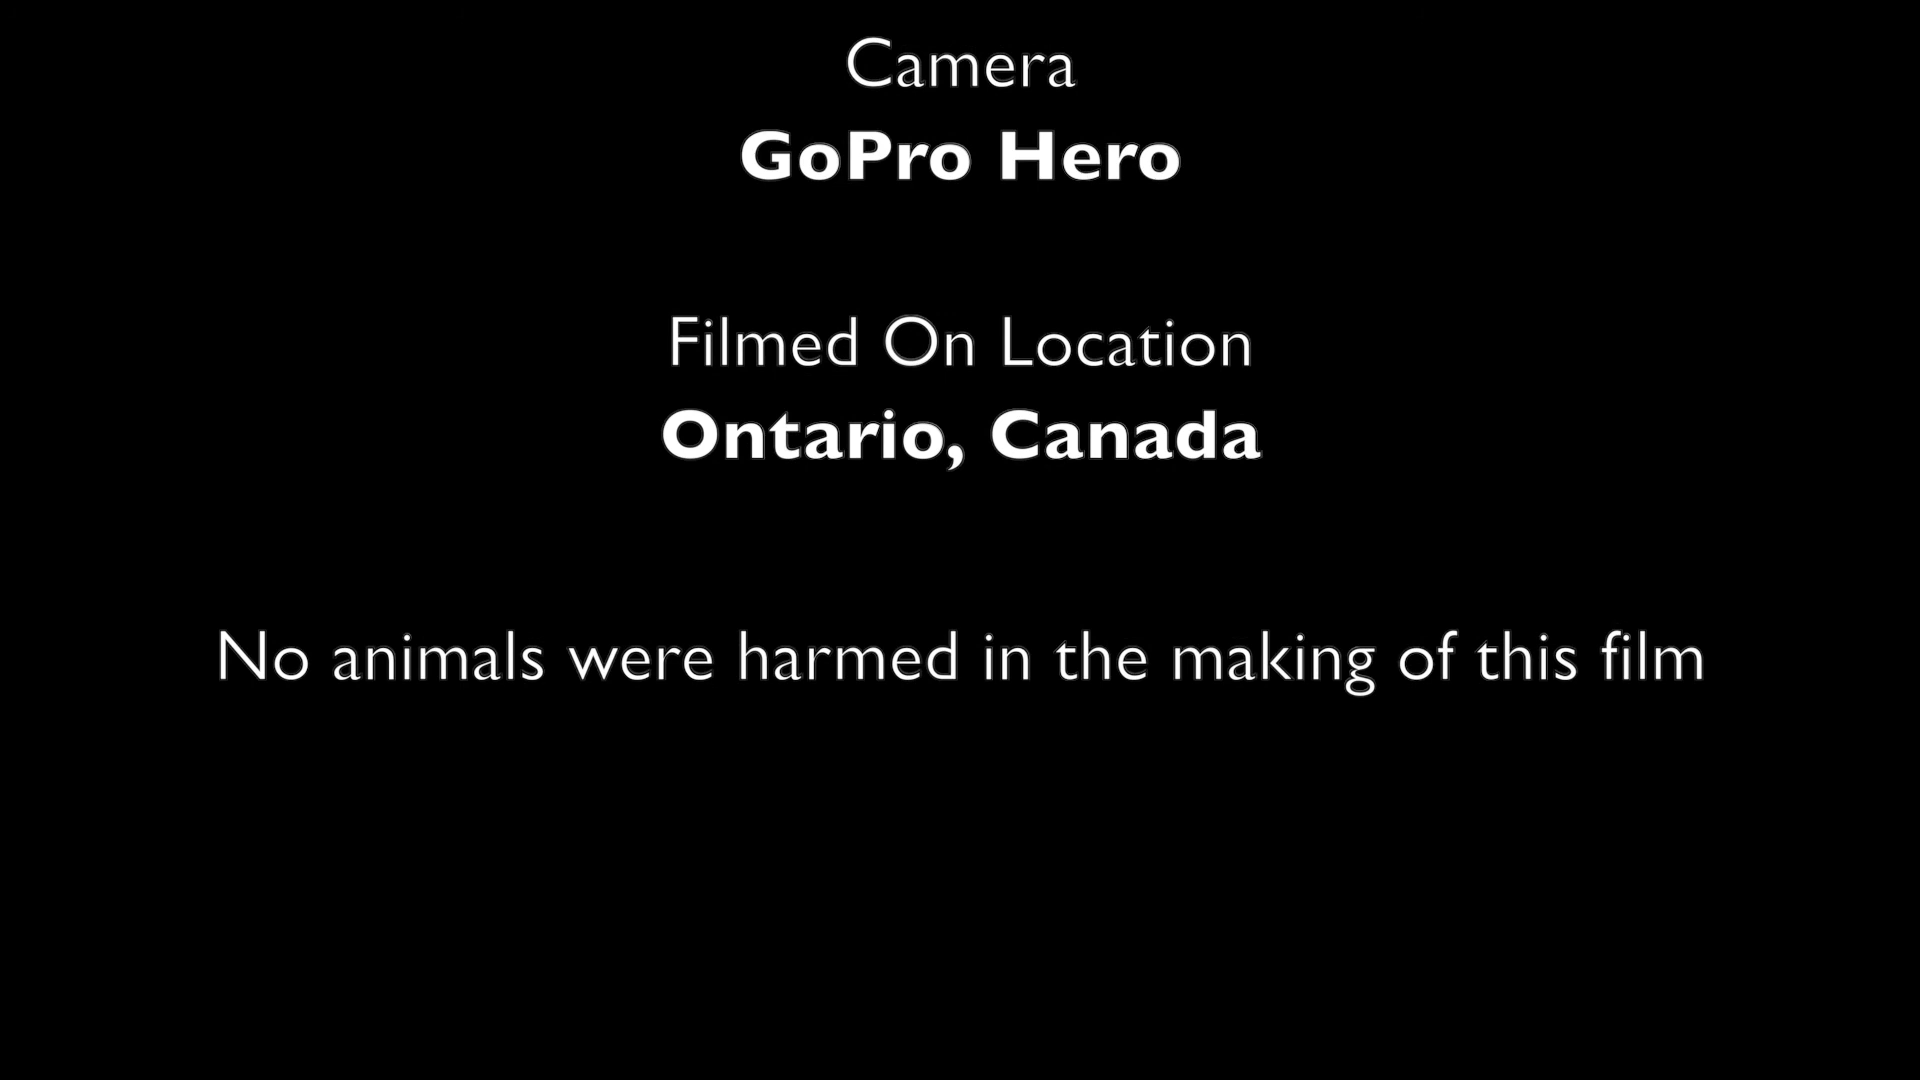 Camera
GoPro Hero
Filmed On Location
Ontario, Canada
No animals were harmed in the making of this film